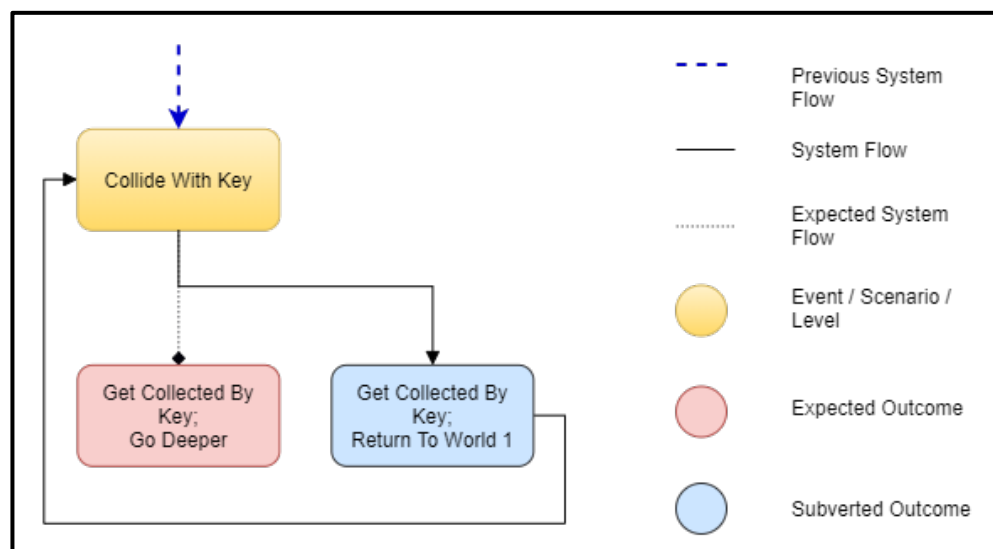 Collide With Key
Get Collected By
Key;
Go Deeper
Get Collected By
Key;
Return To World 1
Previous System
Flow
System Flow
Expected System
Flow
Event / Scenario /
Level
Expected Outcome
Subverted Outcome